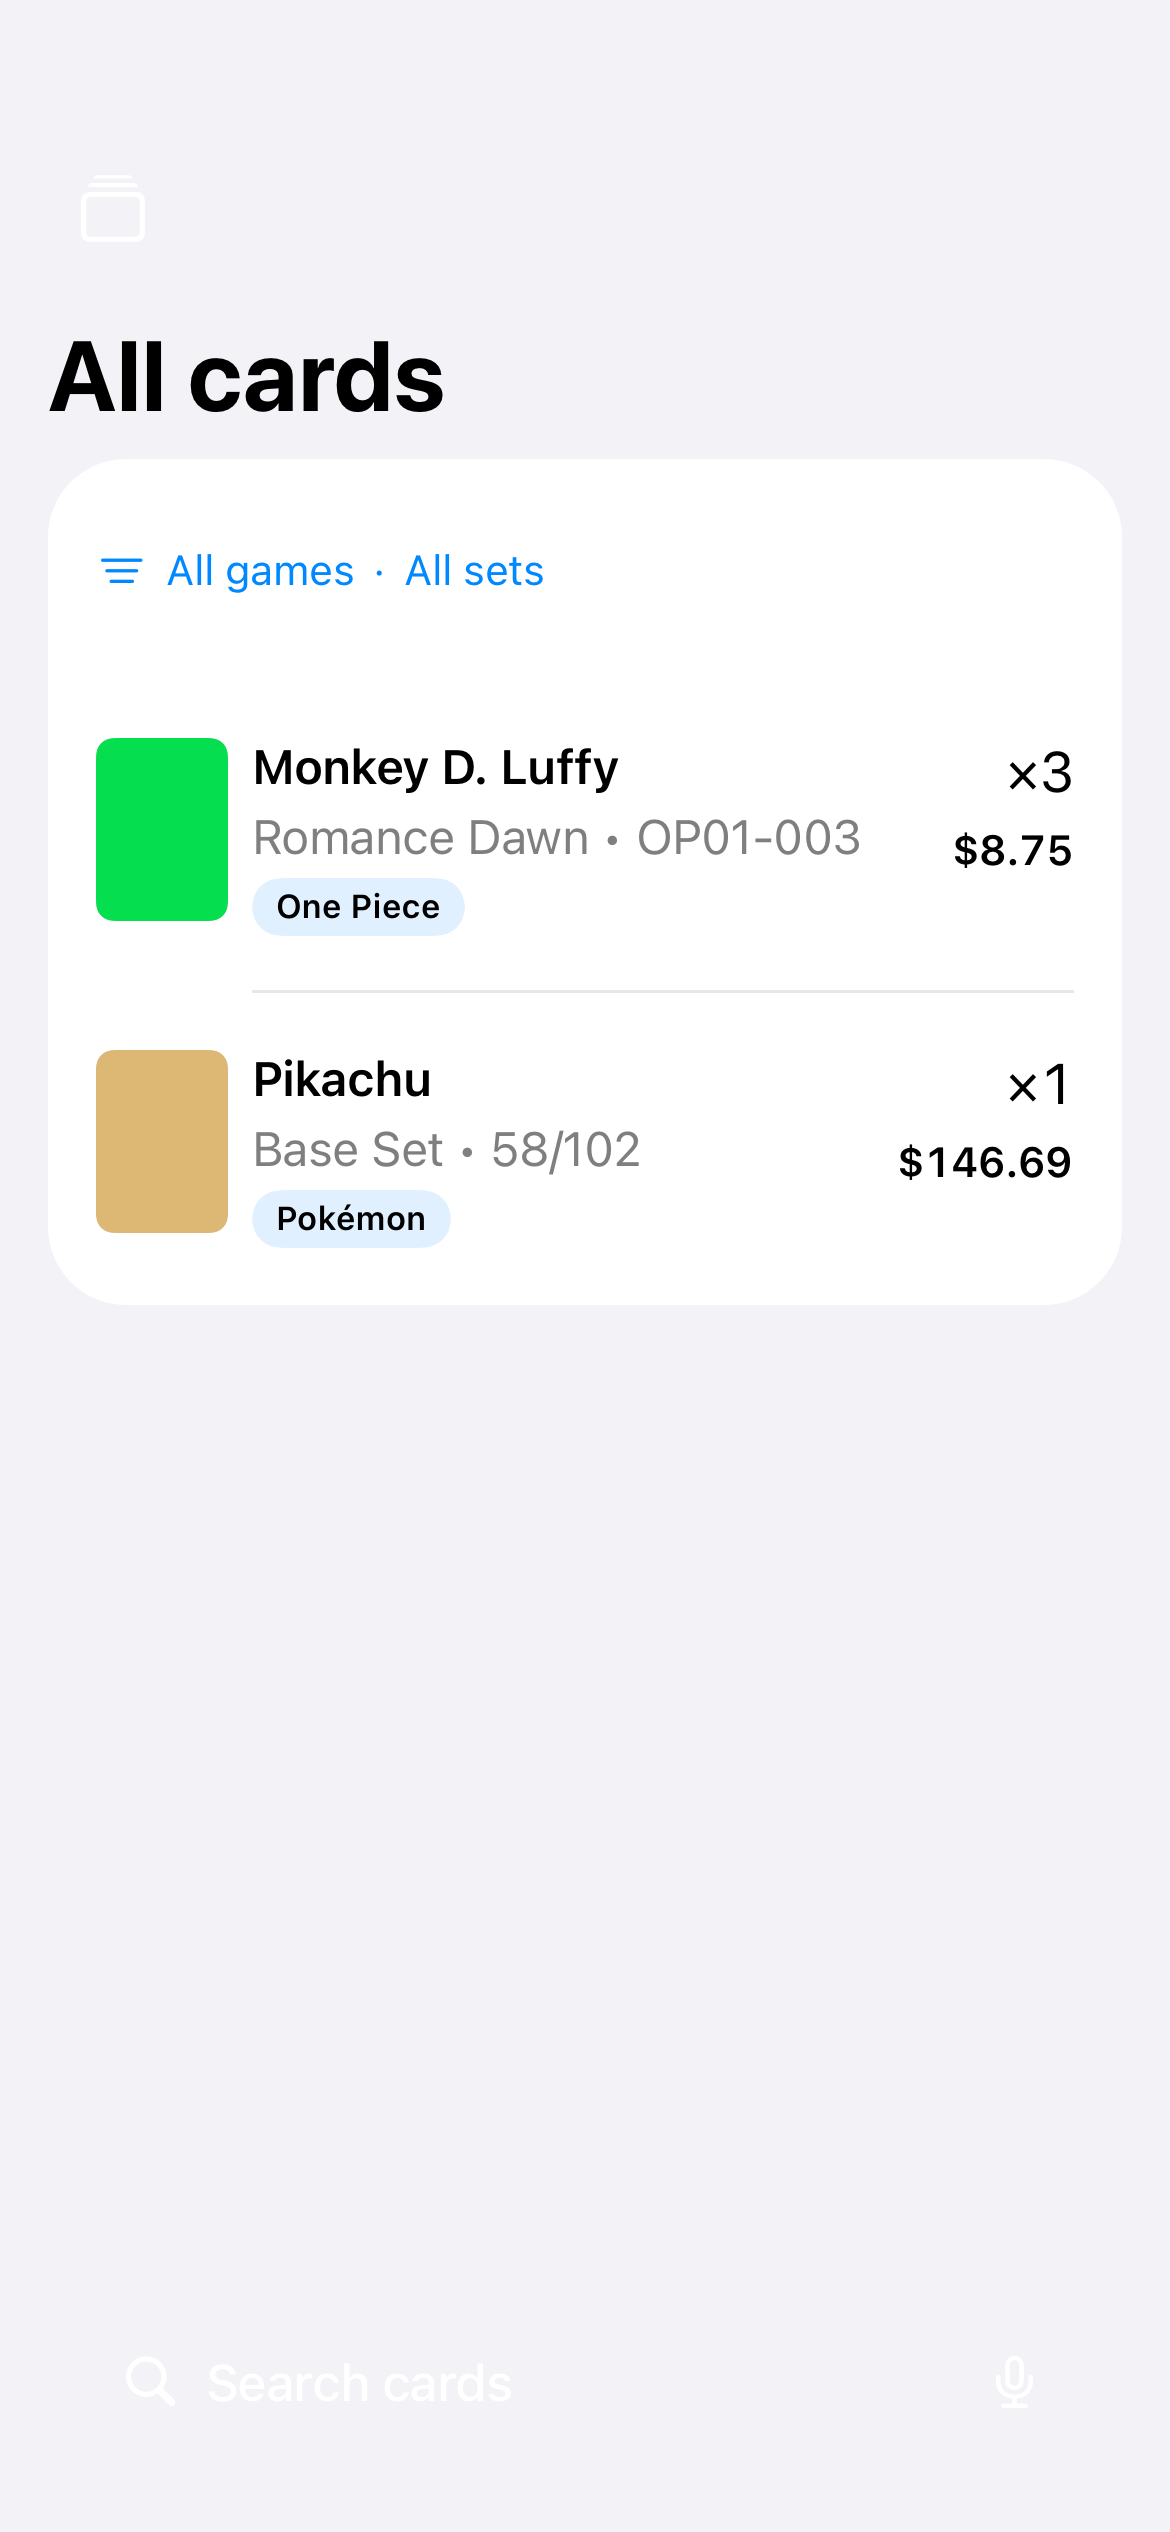 All cards
All games · All sets
Monkey D. Luffy
×3
Romance Dawn • OP01-003
$8.75
One Piece
Pikachu
×1
Base Set • 58/102
$146.69
Pokémon
Search cards